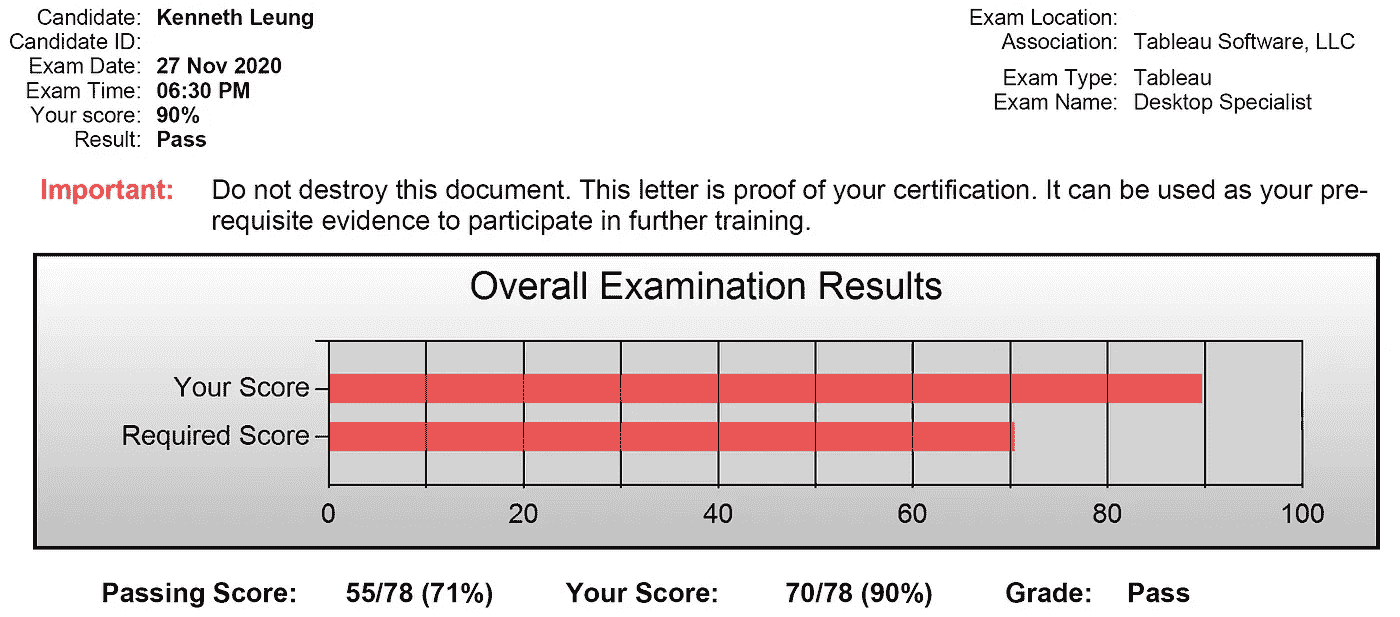 Candidate: Kenneth Leung
Candidate ID:
Exam Date: 27 Nov 2020
Exam Time: 06:30 PM
Your score: 90%
Result: Pass
Exam Location:
Association: Tableau Software, LLC
Exam Type: Tableau
Exam Name: Desktop Specialist
Important: Do not destroy this document. This letter is proof of your certification. It can be used as your pre-
requisite evidence to participate in further training.
Overall Examination Results
Your Score
Required Score
0 20 40 60 80 100
Passing Score: 55/78 (71%) Your Score: 70/78 (90%) Grade: Pass